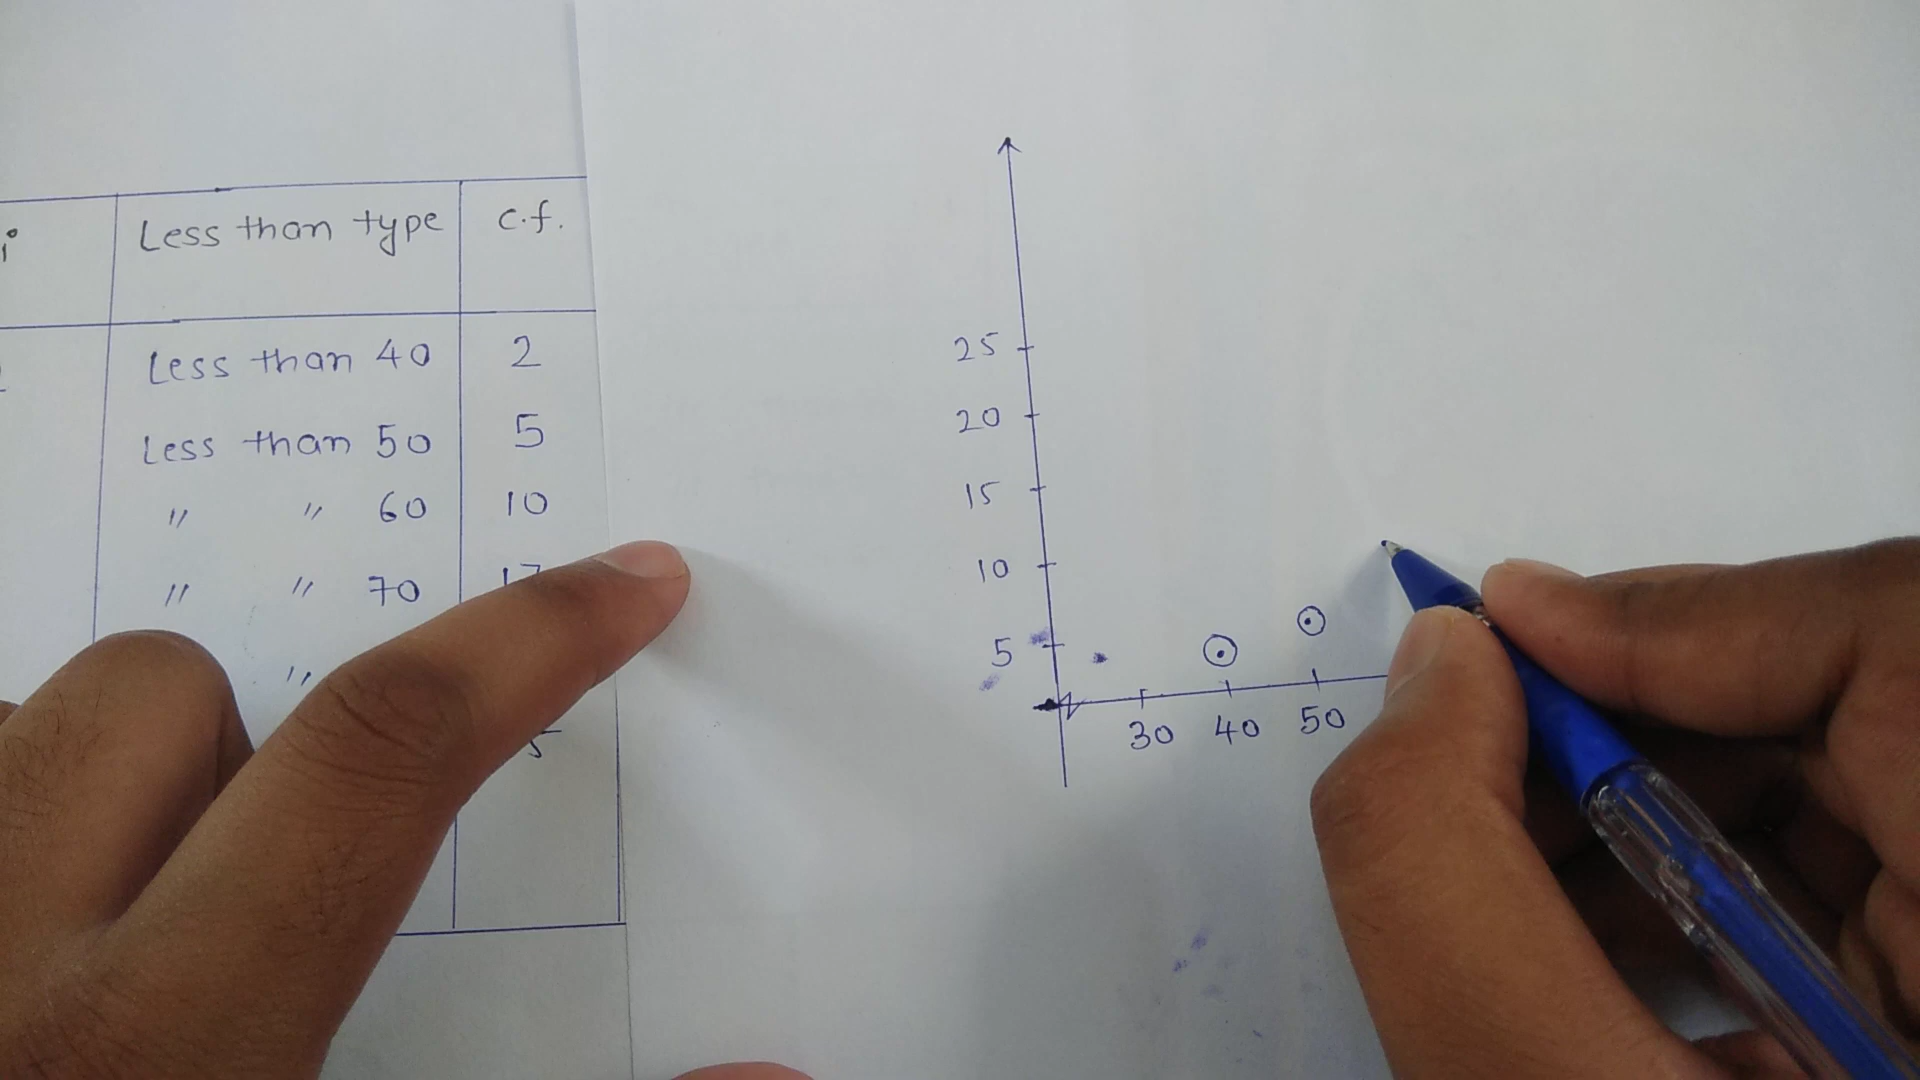 Less than type c.f.
Less than 40 2
Less than 50 5
〃 〃 60 10
〃 〃 70
〃
25
20
15
10
5
30 40 50